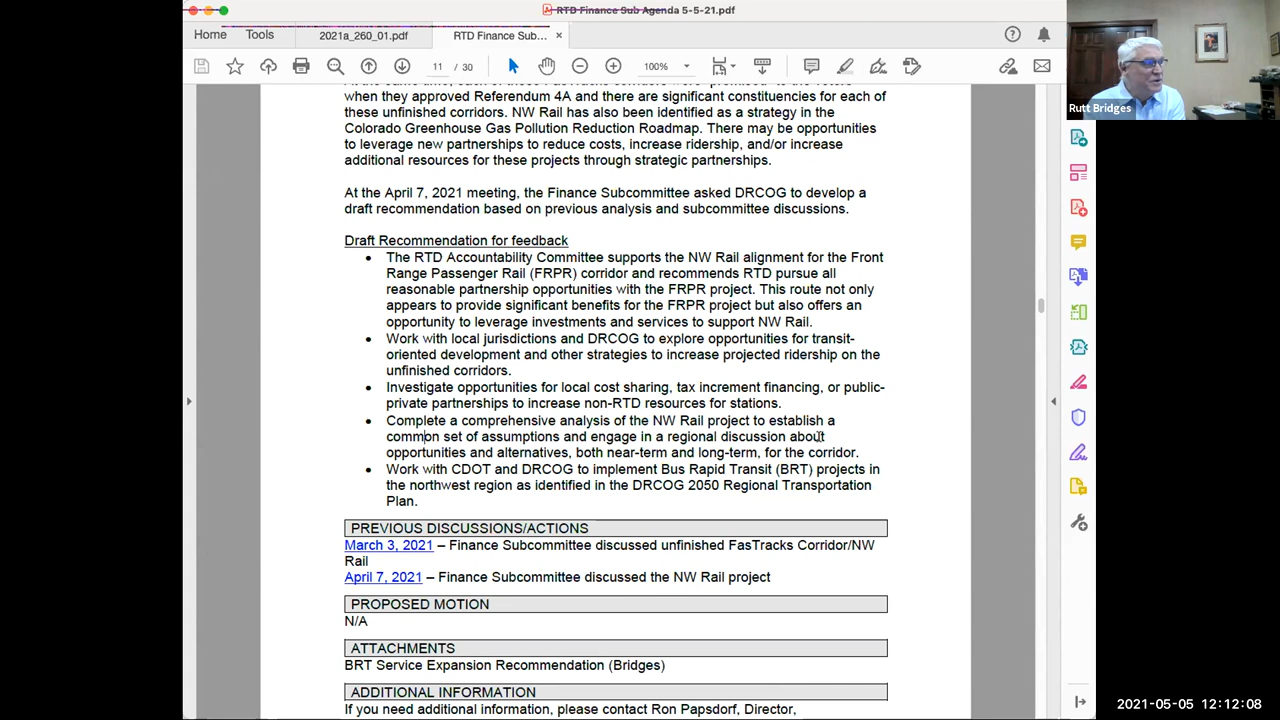 RTD Finance Sub Agenda 5-5-21.pdf
Home Tools 2021a_260_01.pdf RTD Finance Sub... ×
11 / 30 100%
Rutt Bridges
when they approved Referendum 4A and there are significant constituencies for each of
these unfinished corridors. NW Rail has also been identified as a strategy in the
Colorado Greenhouse Gas Pollution Reduction Roadmap. There may be opportunities
to leverage new partnerships to reduce costs, increase ridership, and/or increase
additional resources for these projects through strategic partnerships.
At the April 7, 2021 meeting, the Finance Subcommittee asked DRCOG to develop a
draft recommendation based on previous analysis and subcommittee discussions.
Draft Recommendation for feedback
• The RTD Accountability Committee supports the NW Rail alignment for the Front
Range Passenger Rail (FRPR) corridor and recommends RTD pursue all
reasonable partnership opportunities with the FRPR project. This route not only
appears to provide significant benefits for the FRPR project but also offers an
opportunity to leverage investments and services to support NW Rail.
• Work with local jurisdictions and DRCOG to explore opportunities for transit-
oriented development and other strategies to increase projected ridership on the
unfinished corridors.
• Investigate opportunities for local cost sharing, tax increment financing, or public-
private partnerships to increase non-RTD resources for stations.
• Complete a comprehensive analysis of the NW Rail project to establish a
common set of assumptions and engage in a regional discussion about
opportunities and alternatives, both near-term and long-term, for the corridor.
• Work with CDOT and DRCOG to implement Bus Rapid Transit (BRT) projects in
the northwest region as identified in the DRCOG 2050 Regional Transportation
Plan.
PREVIOUS DISCUSSIONS/ACTIONS
March 3, 2021 – Finance Subcommittee discussed unfinished FasTracks Corridor/NW
Rail
April 7, 2021 – Finance Subcommittee discussed the NW Rail project
PROPOSED MOTION
N/A
ATTACHMENTS
BRT Service Expansion Recommendation (Bridges)
ADDITIONAL INFORMATION
If you need additional information, please contact Ron Papsdorf, Director,
2021-05-05 12:12:08